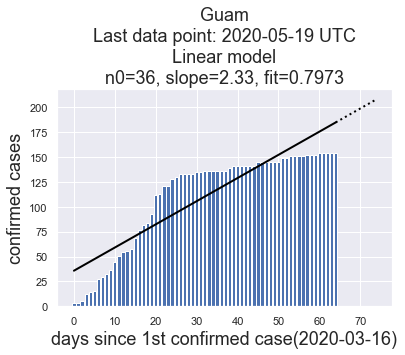 Guam
Last data point: 2020-05-19 UTC
Linear model
n0=36, slope=2.33, fit=0.7973
confirmed cases
200
175
150
125
100
75
50
25
0
0 10 20 30 40 50 60 70
days since 1st confirmed case(2020-03-16)